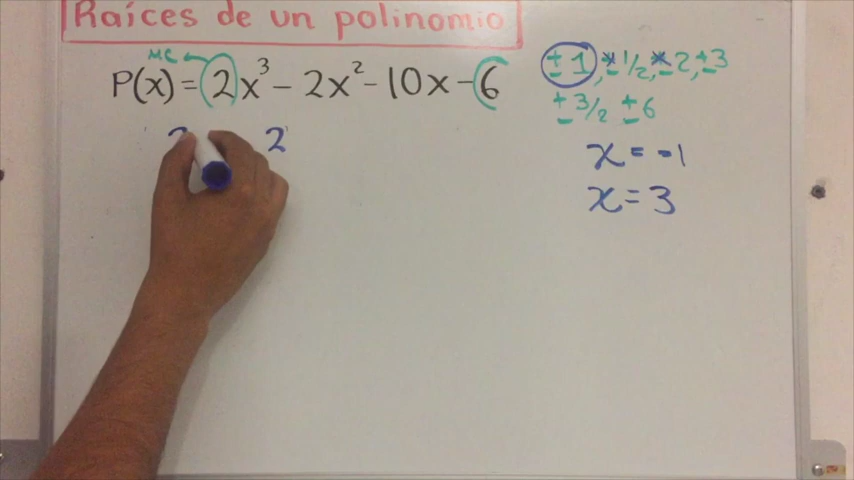 Raíces de un polinomio
MC
P(x) = 2x³ - 2x² - 10x - 6
± 1, ± 1/2, ± 2, ± 3
± 3/2 ± 6
x = -1
x = 3
2